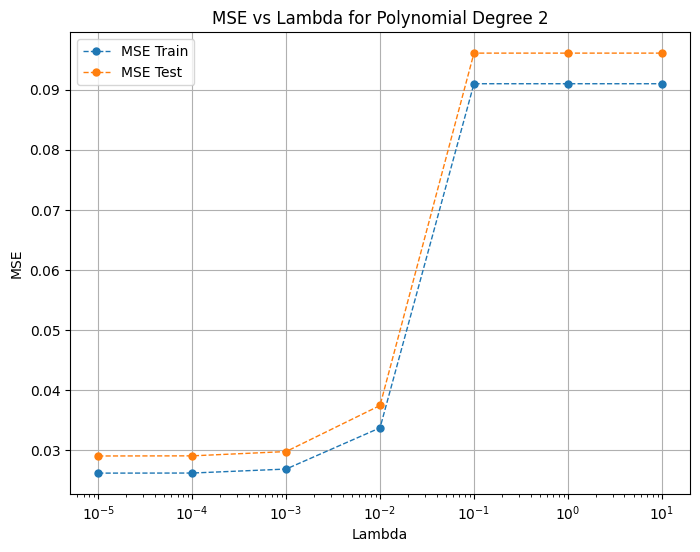 MSE vs Lambda for Polynomial Degree 2
MSE Train
MSE Test
MSE
0.09
0.08
0.07
0.06
0.05
0.04
0.03
10⁻⁵ 10⁻⁴ 10⁻³ 10⁻² 10⁻¹ 10⁰ 10¹
Lambda